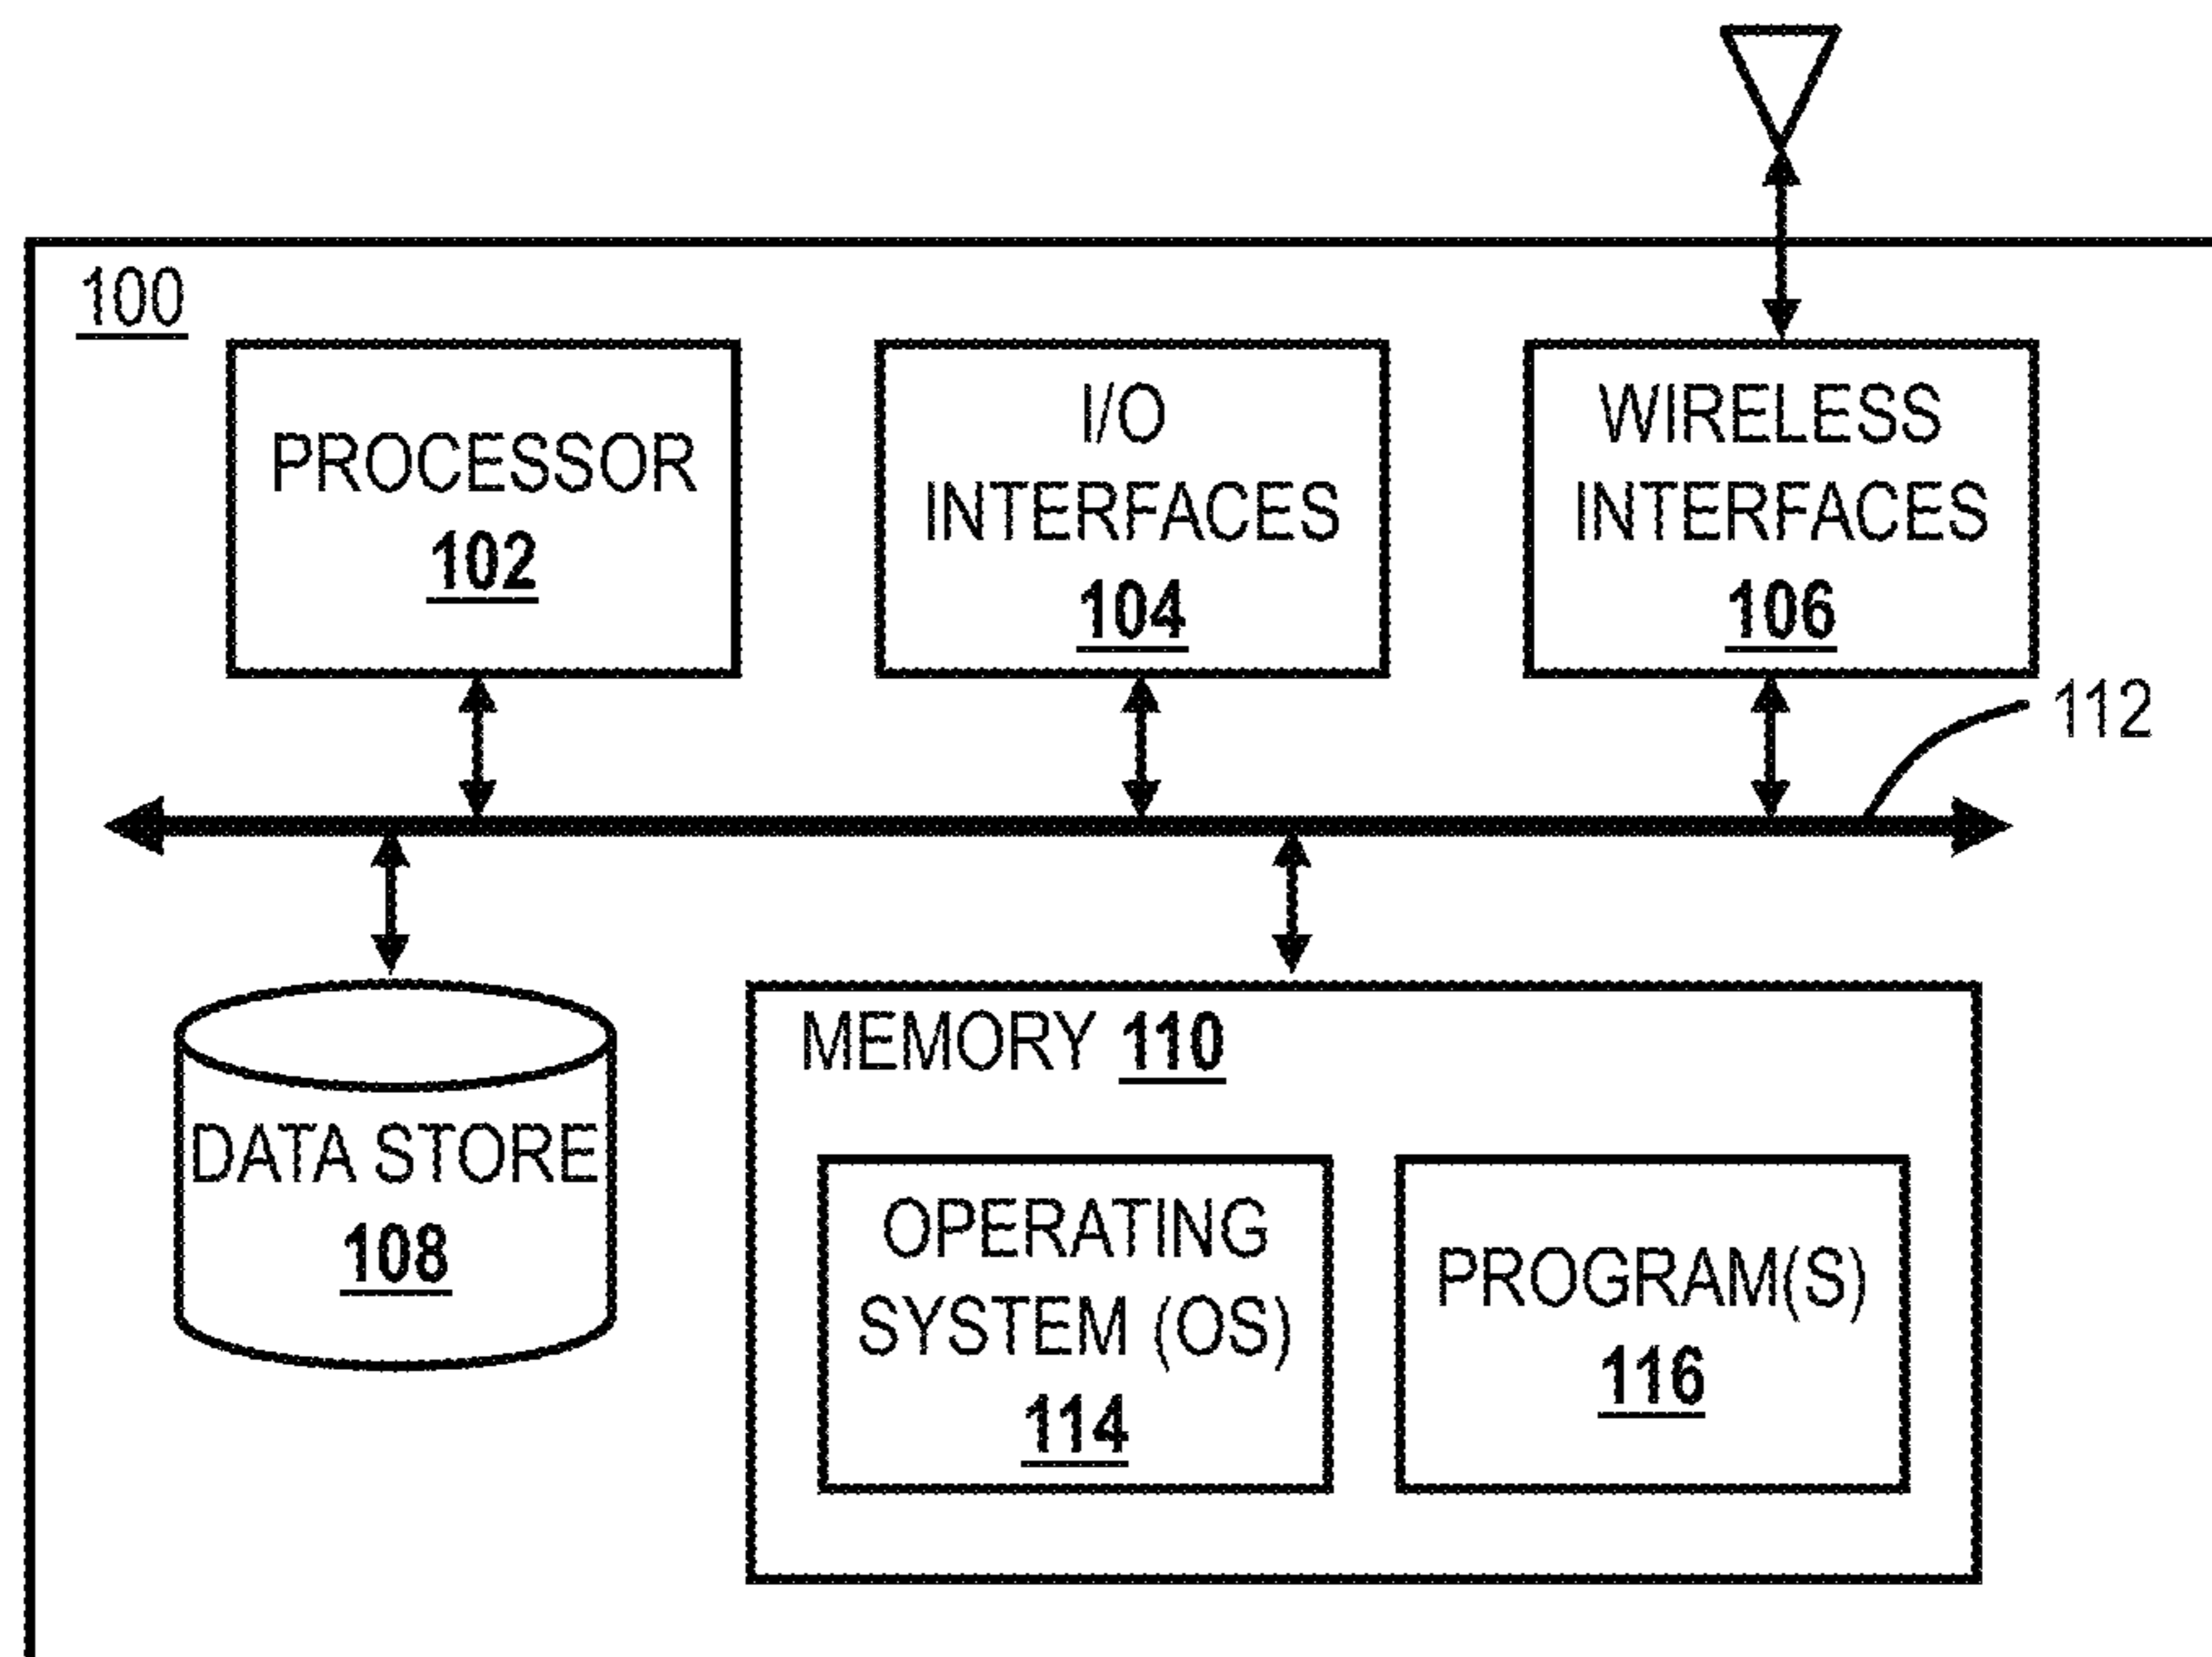 100
PROCESSOR
102
I/O
INTERFACES
104
WIRELESS
INTERFACES
106
112
DATA STORE
108
MEMORY 110
OPERATING
SYSTEM (OS)
114
PROGRAM(S)
116